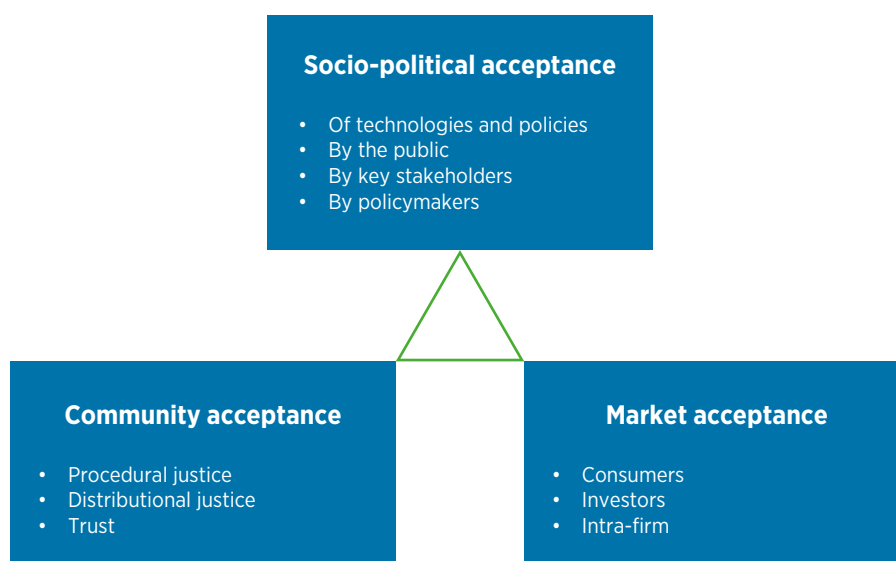 Socio-political acceptance
• Of technologies and policies
• By the public
• By key stakeholders
• By policymakers
Community acceptance
• Procedural justice
• Distributional justice
• Trust
Market acceptance
• Consumers
• Investors
• Intra-firm